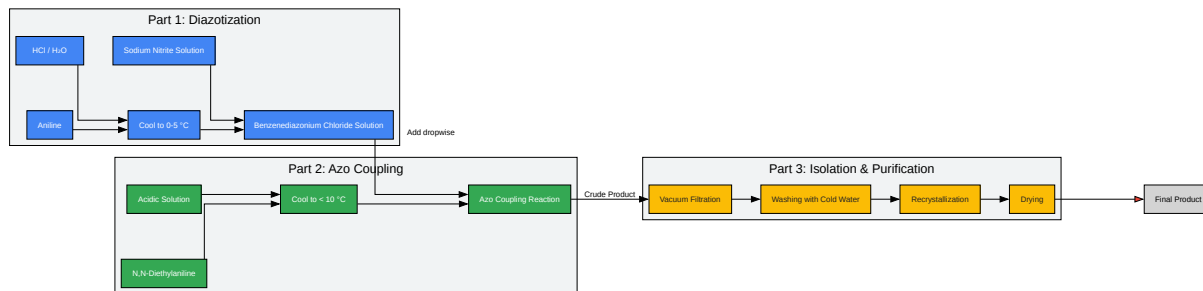 Part 1: Diazotization
HCl / H₂O
Sodium Nitrite Solution
Aniline
Cool to 0-5 °C
Benzenediazonium Chloride Solution
Add dropwise
Part 2: Azo Coupling
Acidic Solution
Cool to < 10 °C
Azo Coupling Reaction
N,N-Diethylaniline
Crude Product
Part 3: Isolation & Purification
Vacuum Filtration
Washing with Cold Water
Recrystallization
Drying
Final Product